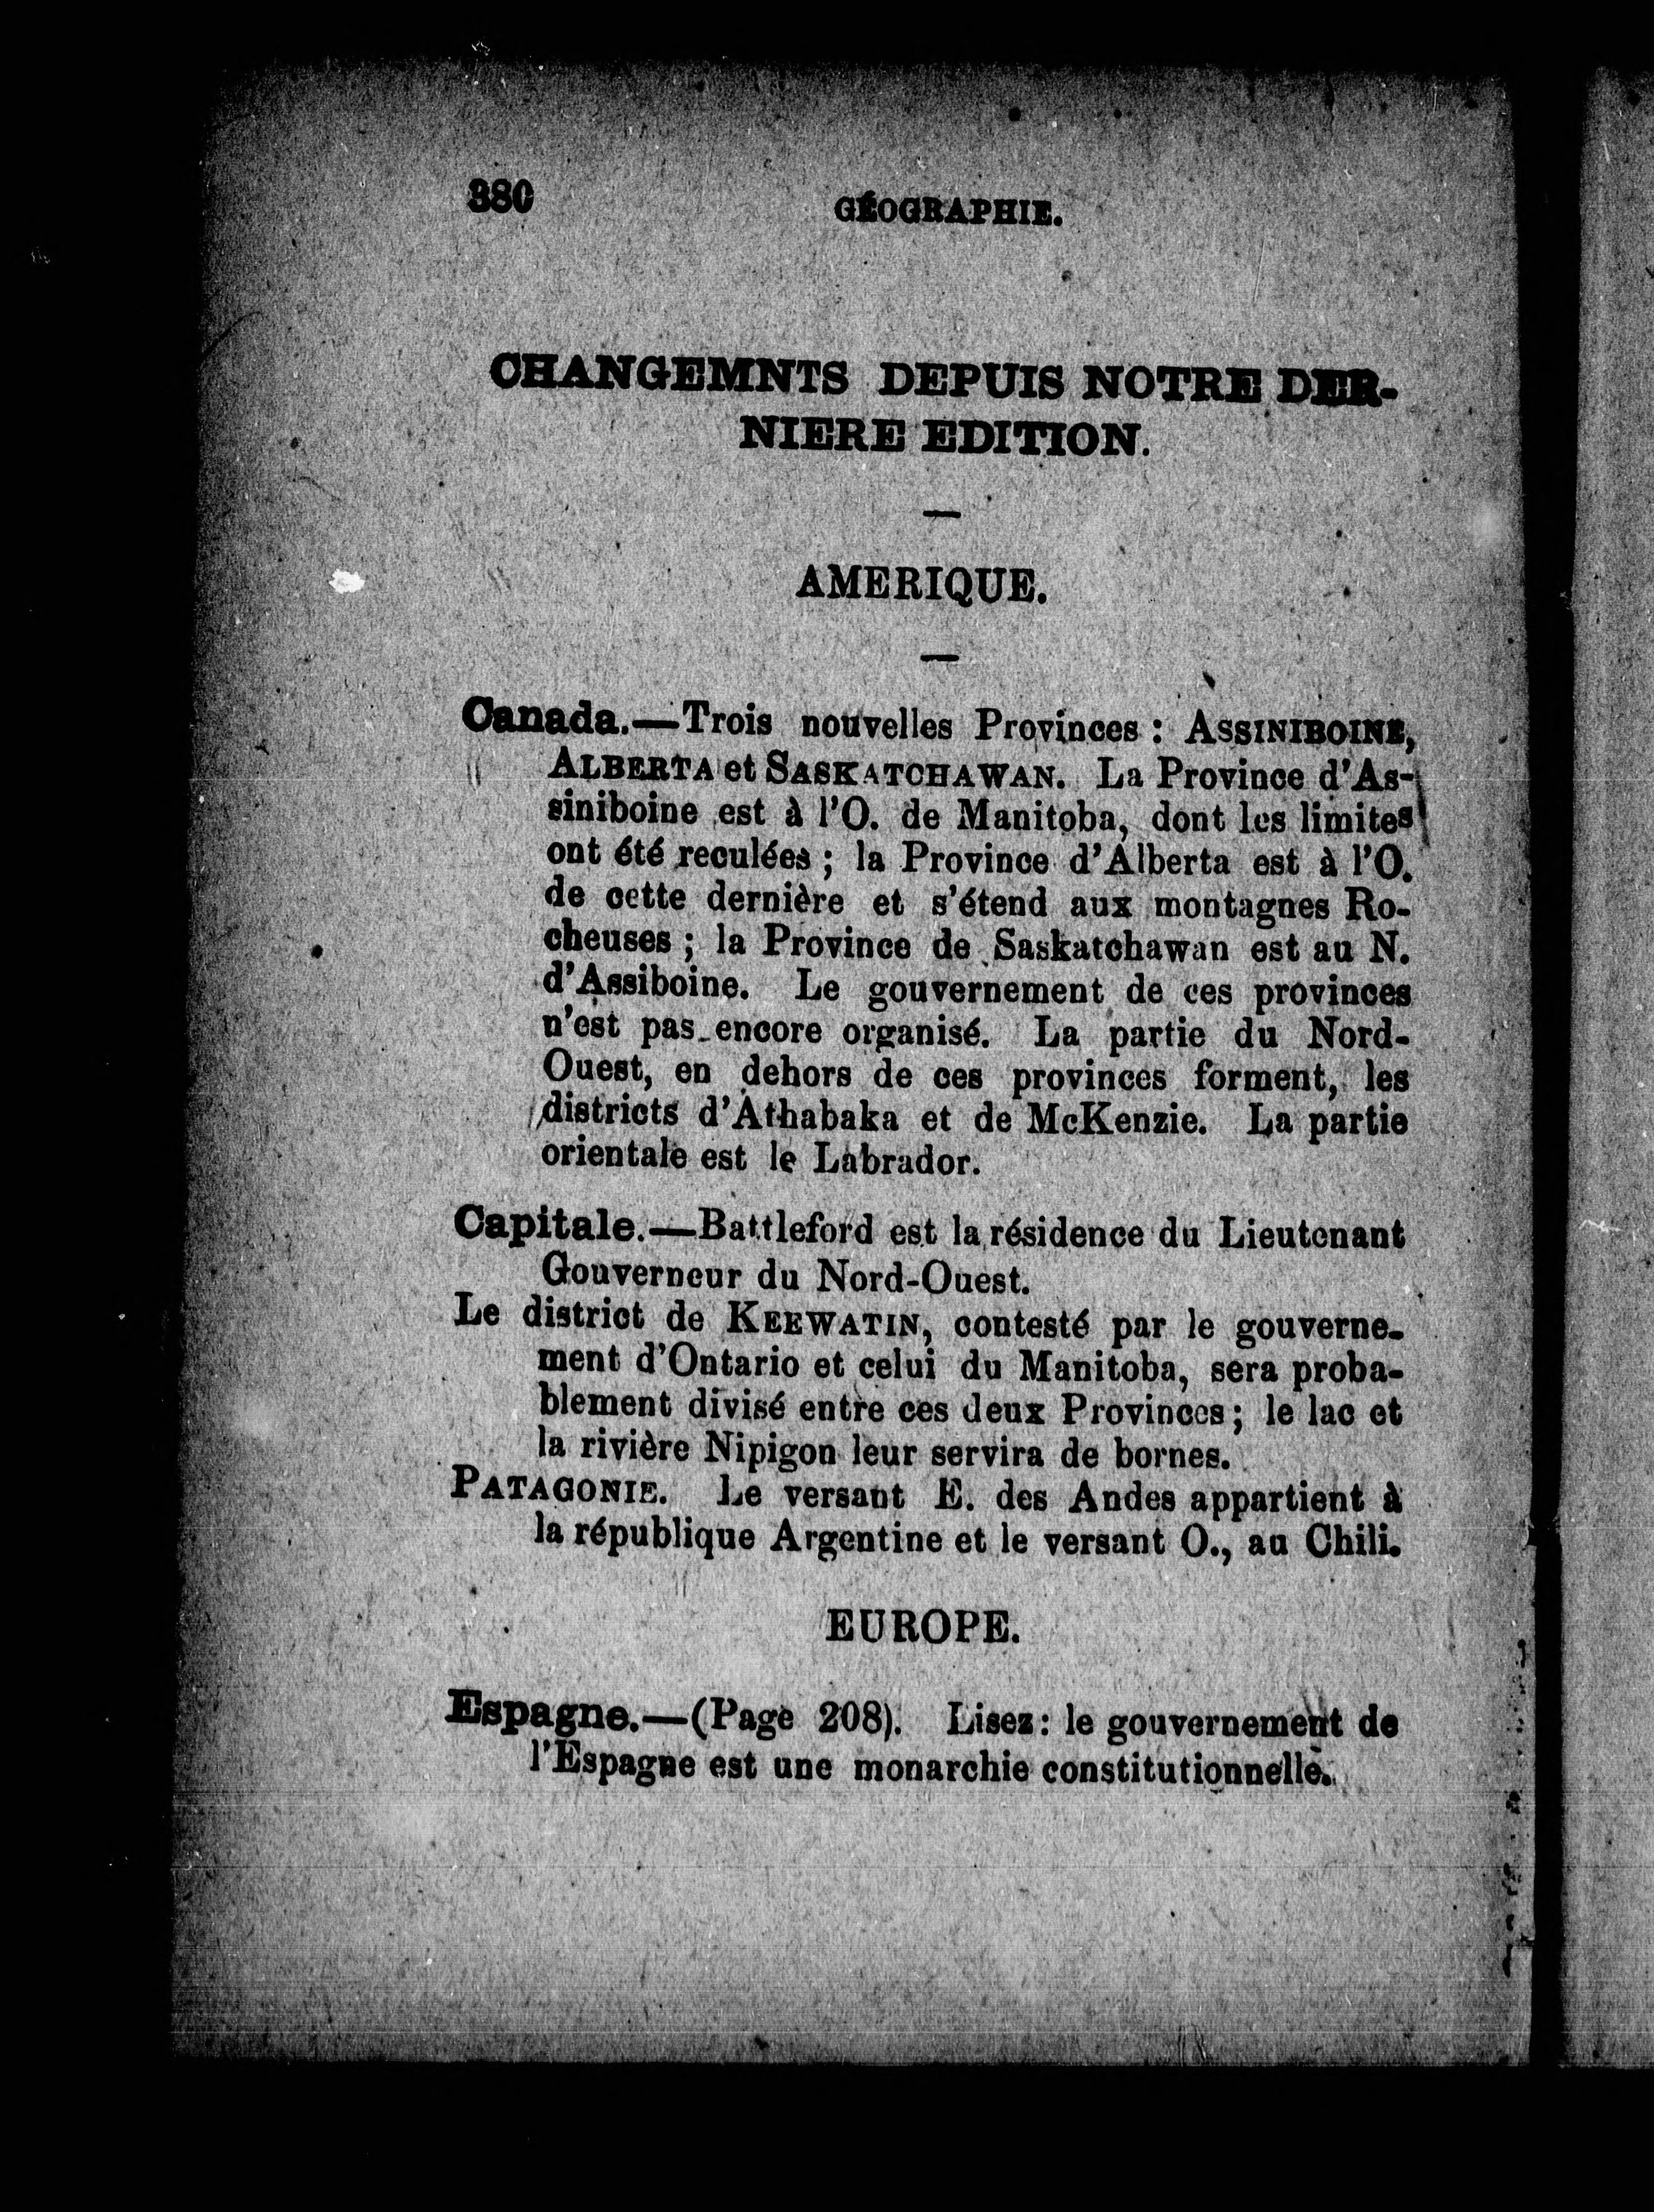 380
GÉOGRAPHIE.
CHANGEMNTS DEPUIS NOTRE DER-
NIERE EDITION.
—
AMERIQUE.
—
Canada.—Trois nouvelles Provinces : ASSINIBOINE,
ALBERTA et SASKATCHAWAN. La Province d'As-
siniboine est à l'O. de Manitoba, dont les limites
ont été reculées ; la Province d'Alberta est à l'O.
de cette dernière et s'étend aux montagnes Ro-
cheuses ; la Province de Saskatchawan est au N.
d'Assiboine. Le gouvernement de ces provinces
n'est pas encore organisé. La partie du Nord-
Ouest, en dehors de ces provinces forment, les
districts d'Athabaka et de McKenzie. La partie
orientale est le Labrador.
Capitale.—Battleford est la résidence du Lieutenant
Gouverneur du Nord-Ouest.
Le district de KEEWATIN, contesté par le gouverne-
ment d'Ontario et celui du Manitoba, sera proba-
blement divisé entre ces deux Provinces ; le lac et
la rivière Nipigon leur servira de bornes.
PATAGONIE. Le versant E. des Andes appartient à
la république Argentine et le versant O., au Chili.
EUROPE.
Espagne.—(Page 208). Lisez : le gouvernement de
l'Espagne est une monarchie constitutionnelle.